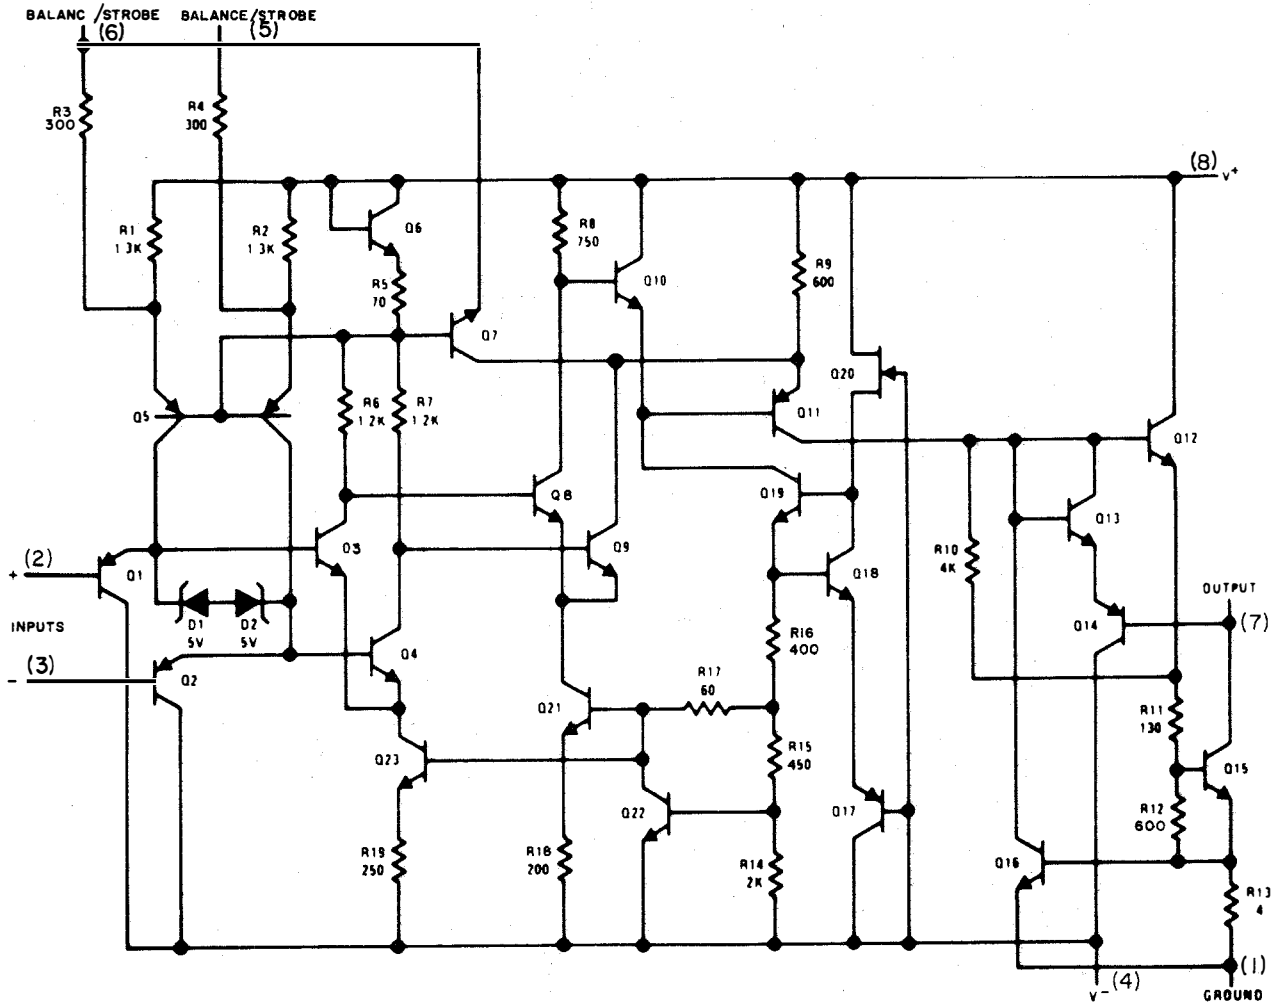 BALANC /STROBE
(6)
BALANCE/STROBE
(5)
R3
300
R4
300
(8)
V+
R1
1 3K
R2
1 3K
Q6
R5
70
R8
750
Q10
R9
600
Q7
Q20
Q5
R6
1 2K
R7
1 2K
Q11
Q12
Q8
Q19
Q13
Q3
Q9
Q18
R10
4K
(2)
+
Q1
D1
5V
D2
5V
OUTPUT
(7)
INPUTS
Q14
R16
400
(3)
-
Q2
Q4
R17
60
Q21
R11
130
Q23
R15
450
Q15
Q22
Q17
R12
600
R19
250
R18
200
R14
2K
Q16
R13
4
(1)
GROUND
V- (4)